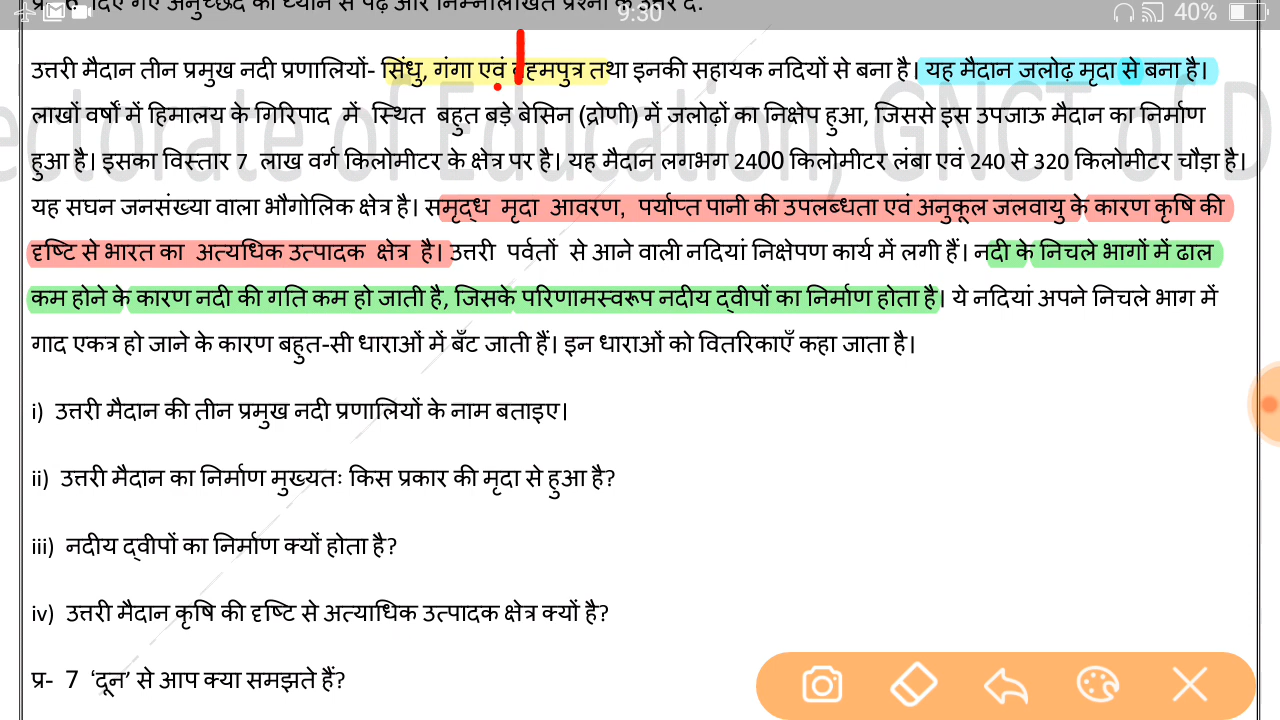 9:30 40%
उत्तरी मैदान तीन प्रमुख नदी प्रणालियों- सिंधु, गंगा एवं ब्रह्मपुत्र तथा इनकी सहायक नदियों से बना है। यह मैदान जलोढ़ मृदा से बना है।
लाखों वर्षों में हिमालय के गिरिपाद में स्थित बहुत बड़े बेसिन (द्रोणी) में जलोढ़ों का निक्षेप हुआ, जिससे इस उपजाऊ मैदान का निर्माण
हुआ है। इसका विस्तार 7 लाख वर्ग किलोमीटर के क्षेत्र पर है। यह मैदान लगभग 2400 किलोमीटर लंबा एवं 240 से 320 किलोमीटर चौड़ा है।
यह सघन जनसंख्या वाला भौगोलिक क्षेत्र है। समृद्ध मृदा आवरण, पर्याप्त पानी की उपलब्धता एवं अनुकूल जलवायु के कारण कृषि की
दृष्टि से भारत का अत्यधिक उत्पादक क्षेत्र है। उत्तरी पर्वतों से आने वाली नदियां निक्षेपण कार्य में लगी हैं। नदी के निचले भागों में ढाल
कम होने के कारण नदी की गति कम हो जाती है, जिसके परिणामस्वरूप नदीय द्वीपों का निर्माण होता है। ये नदियां अपने निचले भाग में
गाद एकत्र हो जाने के कारण बहुत-सी धाराओं में बँट जाती हैं। इन धाराओं को वितरिकाएँ कहा जाता है।
i) उत्तरी मैदान की तीन प्रमुख नदी प्रणालियों के नाम बताइए।
ii) उत्तरी मैदान का निर्माण मुख्यतः किस प्रकार की मृदा से हुआ है?
iii) नदीय द्वीपों का निर्माण क्यों होता है?
iv) उत्तरी मैदान कृषि की दृष्टि से अत्याधिक उत्पादक क्षेत्र क्यों है?
प्र- 7 ‘दून’ से आप क्या समझते हैं?